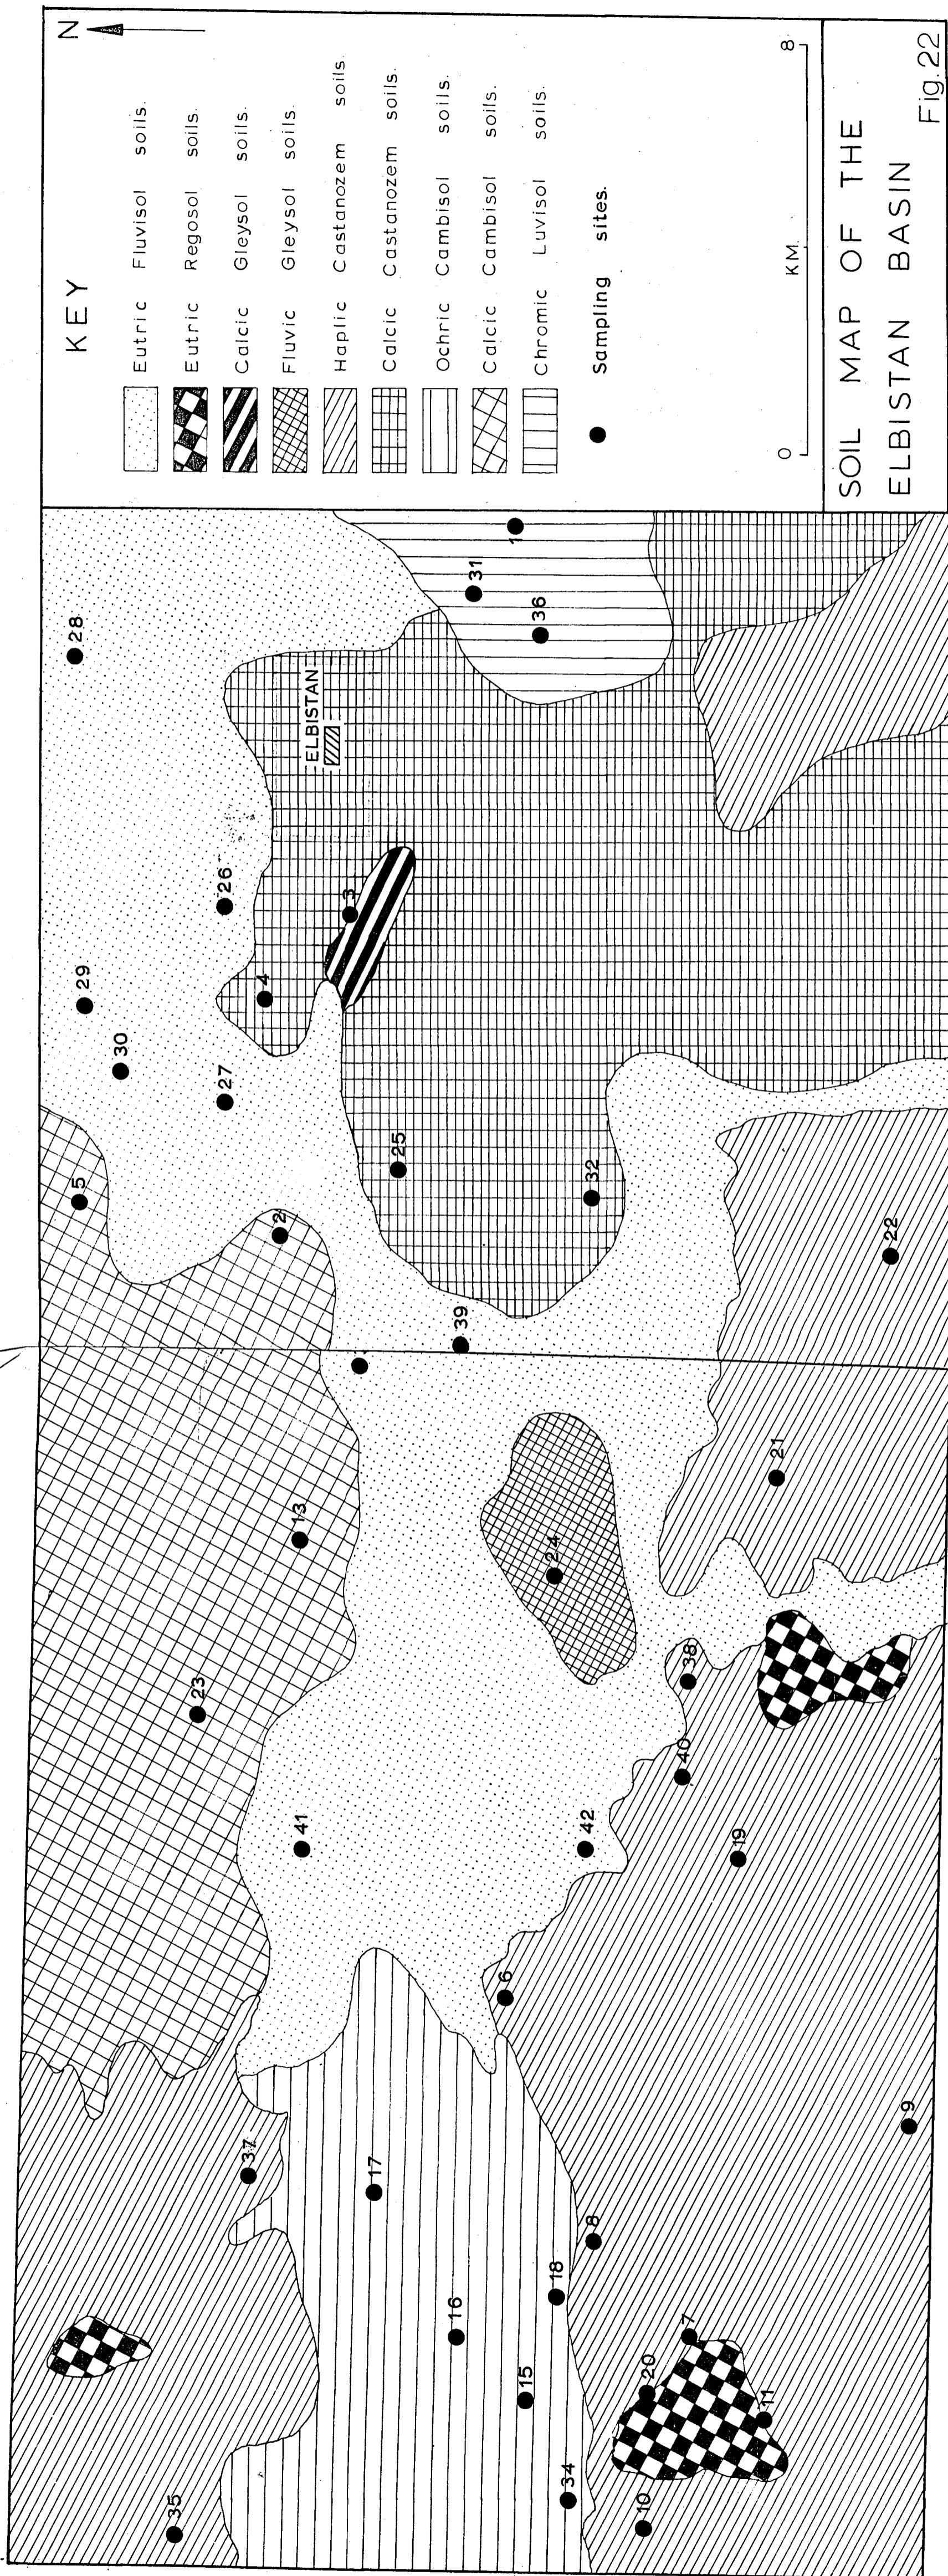 N
KEY
Eutric Fluvisol soils.
Eutric Regosol soils.
Calcic Gleysol soils.
Fluvic Gleysol soils.
Haplic Castanozem soils
Calcic Castanozem soils.
Ochric Cambisol soils.
Calcic Cambisol soils.
Chromic Luvisol soils.
Sampling sites.
0 KM. 8
SOIL MAP OF THE
ELBISTAN BASIN
Fig.22
ELBISTAN
28
31
1
36
26
3
4
29
30
27
5
2
25
32
22
39
21
13
24
23
38
40
41
42
19
6
37
17
9
8
18
16
7
15
20
11
34
10
35